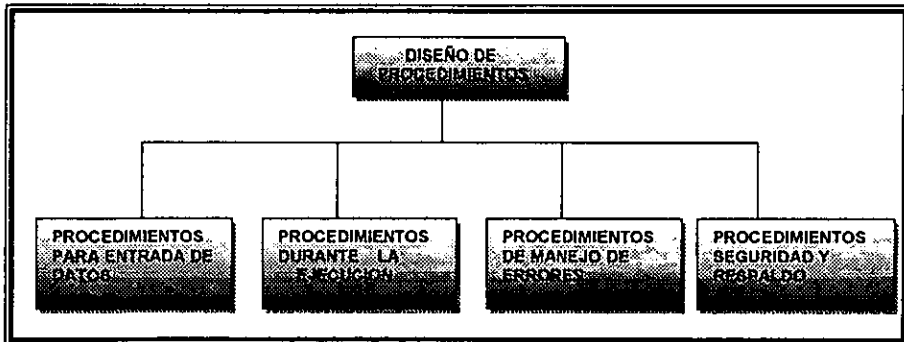 DISEÑO DE
PROCEDIMIENTOS
PROCEDIMIENTOS
PARA ENTRADA DE
DATOS
PROCEDIMIENTOS
DURANTE LA
EJECUCION
PROCEDIMIENTOS
DE MANEJO DE
ERRORES
PROCEDIMIENTOS
SEGURIDAD Y
RESPALDO